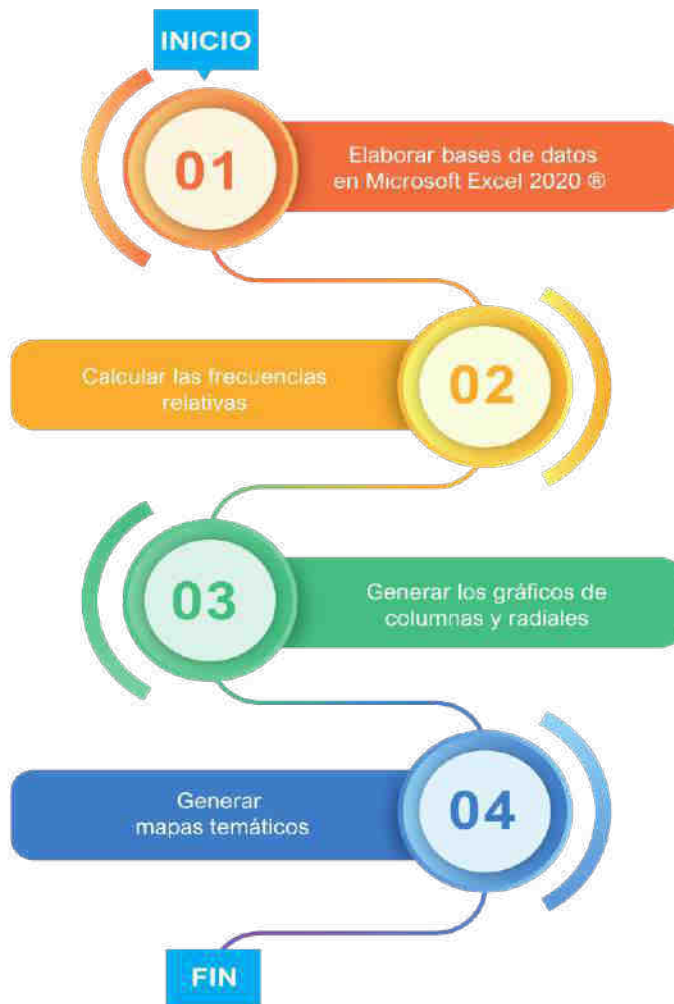 INICIO
01
Elaborar bases de datos
en Microsoft Excel 2020 ®
Calcular las frecuencias
relativas
02
03
Generar los gráficos de
columnas y radiales
Generar
mapas temáticos
04
FIN